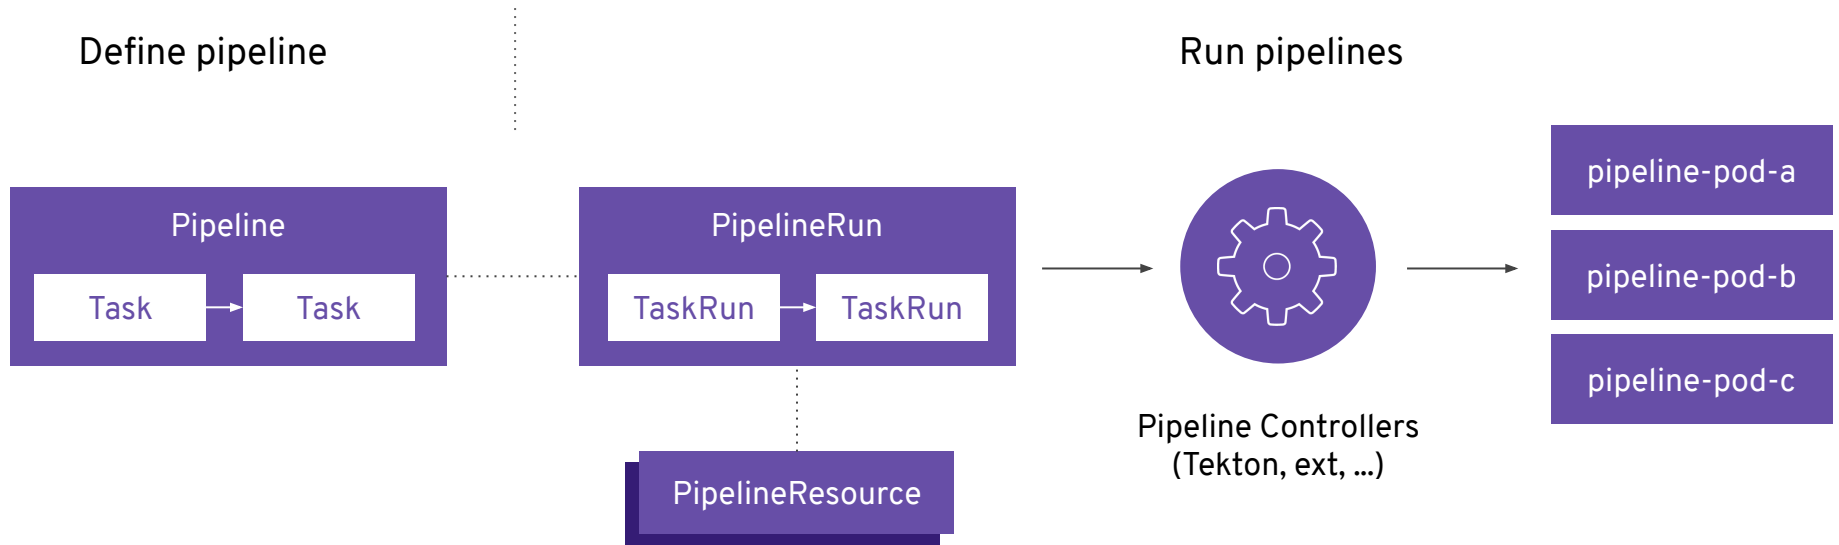 Define pipeline
Run pipelines
Pipeline
Task
Task
PipelineRun
TaskRun
TaskRun
PipelineResource
Pipeline Controllers
(Tekton, ext, ...)
pipeline-pod-a
pipeline-pod-b
pipeline-pod-c